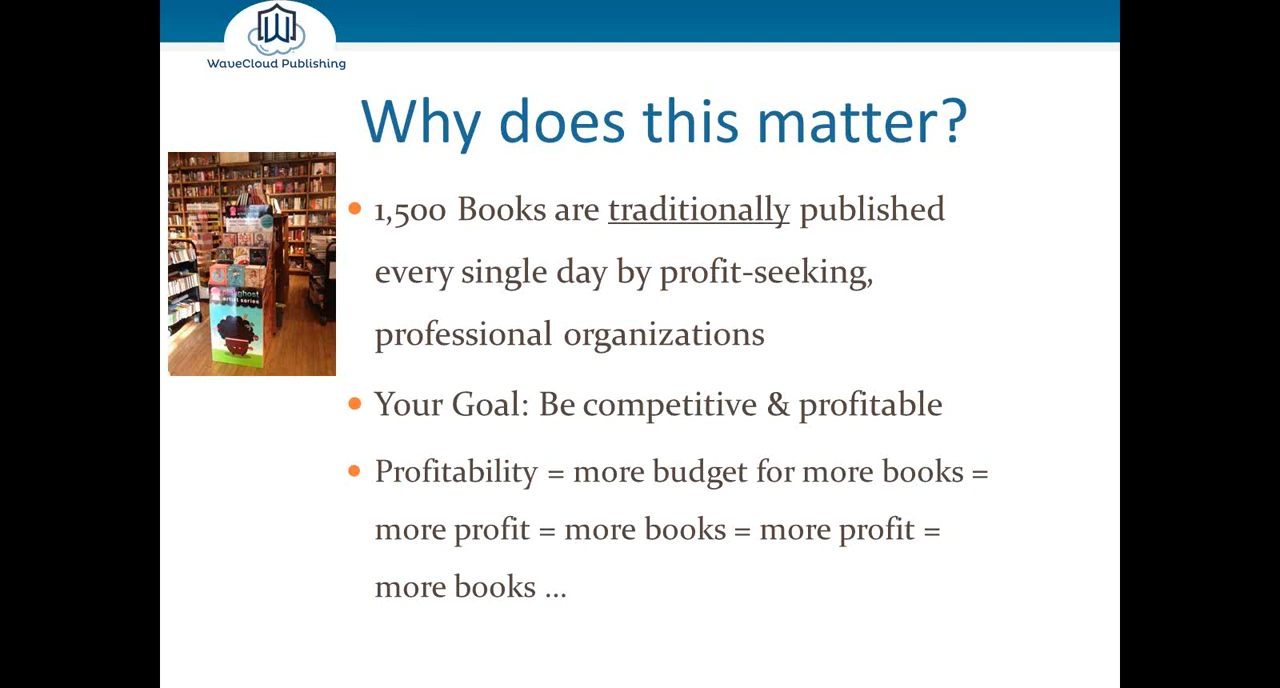 WaveCloud Publishing
Why does this matter?
1,500 Books are traditionally published
every single day by profit-seeking,
professional organizations
Your Goal: Be competitive & profitable
Profitability = more budget for more books =
more profit = more books = more profit =
more books ...
artist series